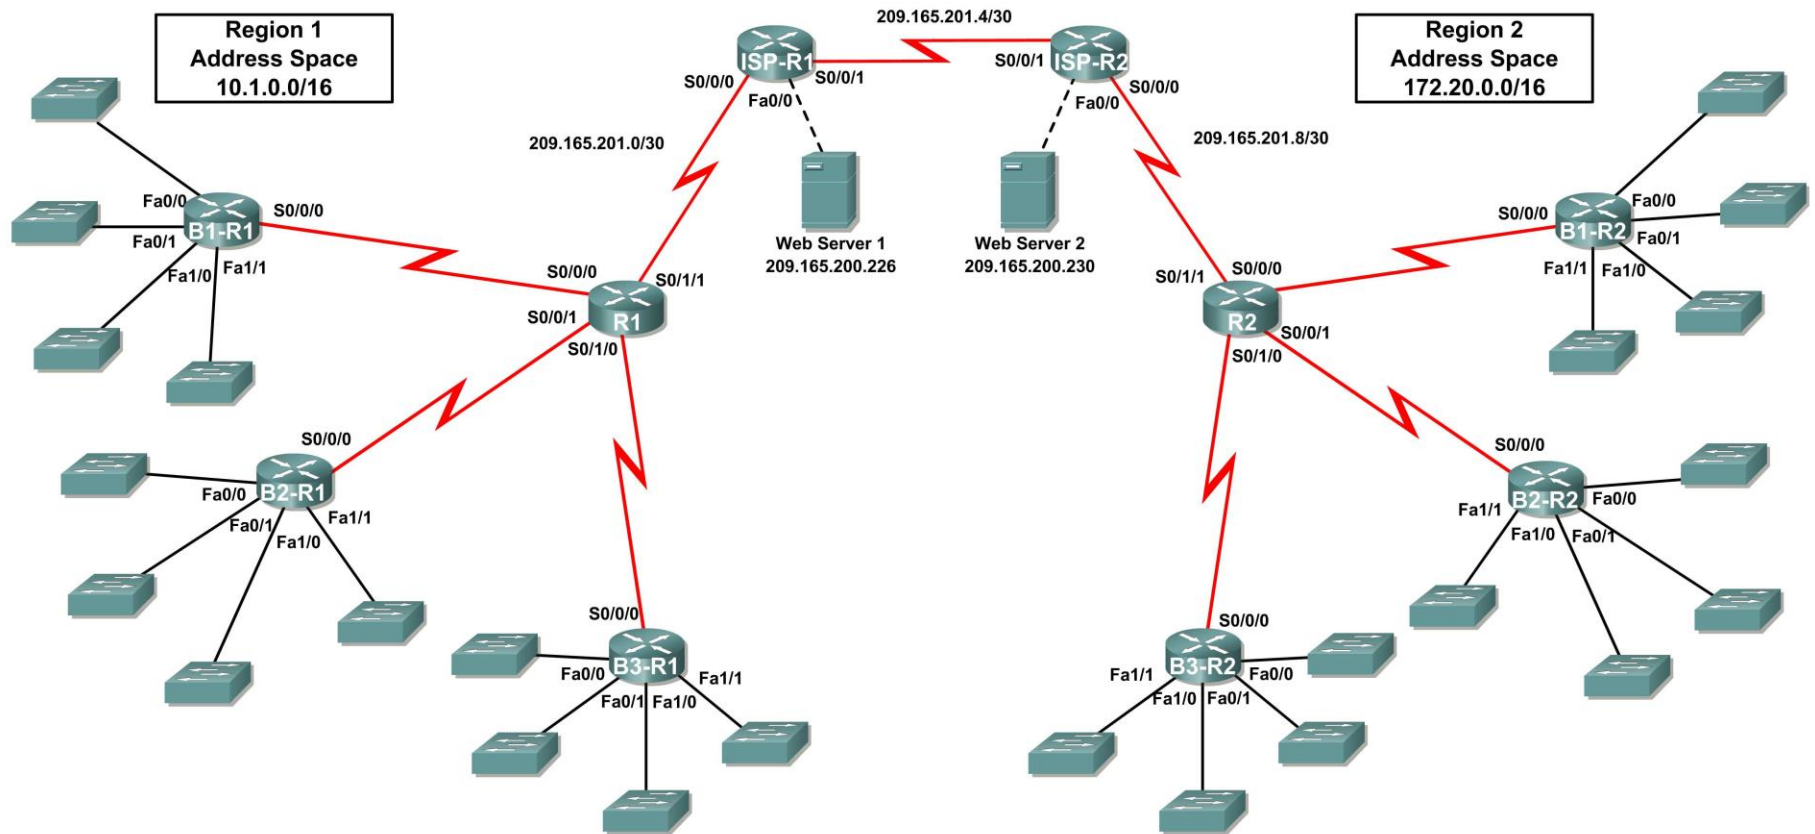 Region 1
Address Space
10.1.0.0/16
209.165.201.4/30
Region 2
Address Space
172.20.0.0/16
ISP-R1
S0/0/0
S0/0/1
Fa0/0
ISP-R2
S0/0/1
S0/0/0
Fa0/0
209.165.201.0/30
209.165.201.8/30
Web Server 1
209.165.200.226
Web Server 2
209.165.200.230
Fa0/0
S0/0/0
B1-R1
Fa0/1
Fa1/0
Fa1/1
S0/0/0
S0/1/1
S0/0/1
R1
S0/1/0
S0/0/0
S0/1/1
R2
S0/0/1
S0/1/0
S0/0/0
Fa0/0
B1-R2
Fa0/1
Fa1/1
Fa1/0
S0/0/0
B2-R1
Fa0/0
Fa0/1
Fa1/1
Fa1/0
S0/0/0
B2-R2
Fa0/0
Fa1/1
Fa1/0
Fa0/1
S0/0/0
B3-R1
Fa0/0
Fa1/1
Fa0/1
Fa1/0
S0/0/0
B3-R2
Fa1/1
Fa0/0
Fa1/0
Fa0/1